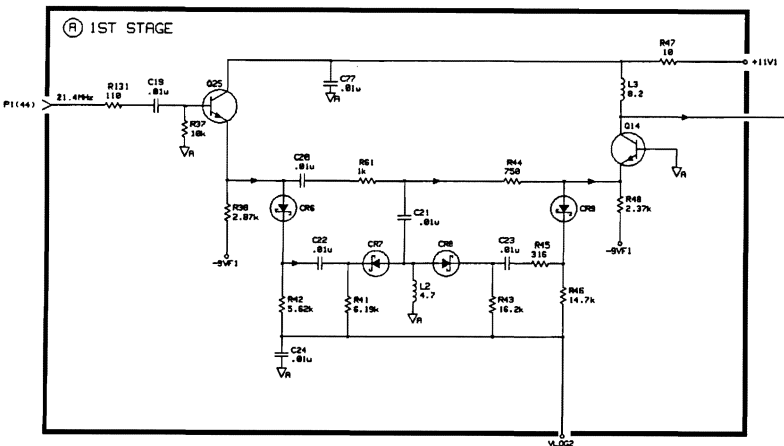 A 1ST STAGE
R47
10
+11V1
C77
.01u
A
L3
8.2
Q25
C19
.01u
R131
110
P1(44)
21.4MHz
R37
10k
A
Q14
A
C20
.01u
R61
1k
R44
750
R38
2.87k
-9VF1
CR6
C21
.01u
CR9
R48
2.37k
-9VF1
C22
.01u
CR7
CR8
C23
.01u
R45
316
R42
5.62k
R41
6.19k
L2
4.7
A
R43
16.2k
R46
14.7k
C24
.01u
A
VLOG2